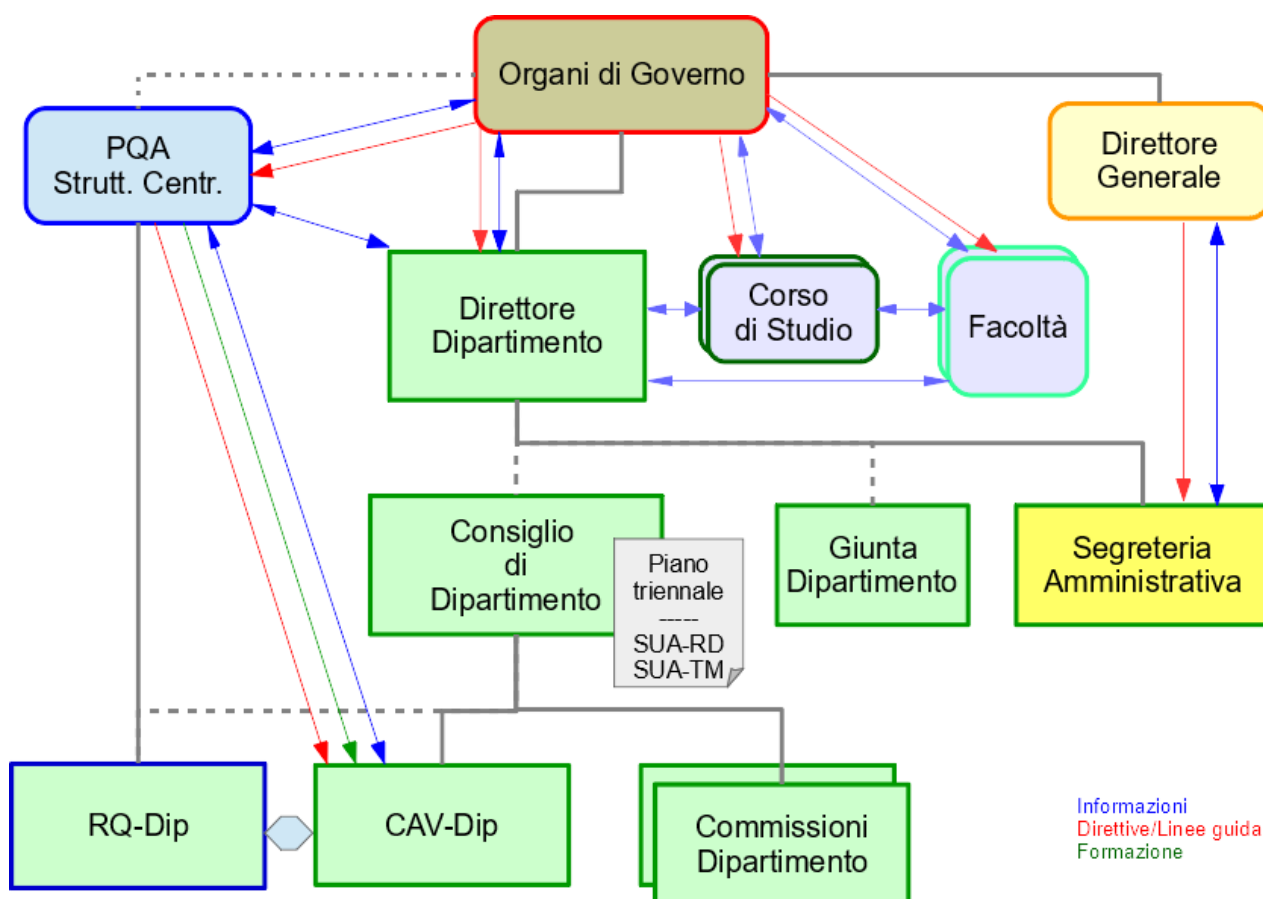 Organi di Governo
PQA
Strutt. Centr.
Direttore
Generale
Direttore
Dipartimento
Corso
di Studio
Facoltà
Consiglio
di
Dipartimento
Piano
triennale
-----
SUA-RD
SUA-TM
Giunta
Dipartimento
Segreteria
Amministrativa
RQ-Dip
CAV-Dip
Commissioni
Dipartimento
Informazioni
Direttive/Linee guida
Formazione